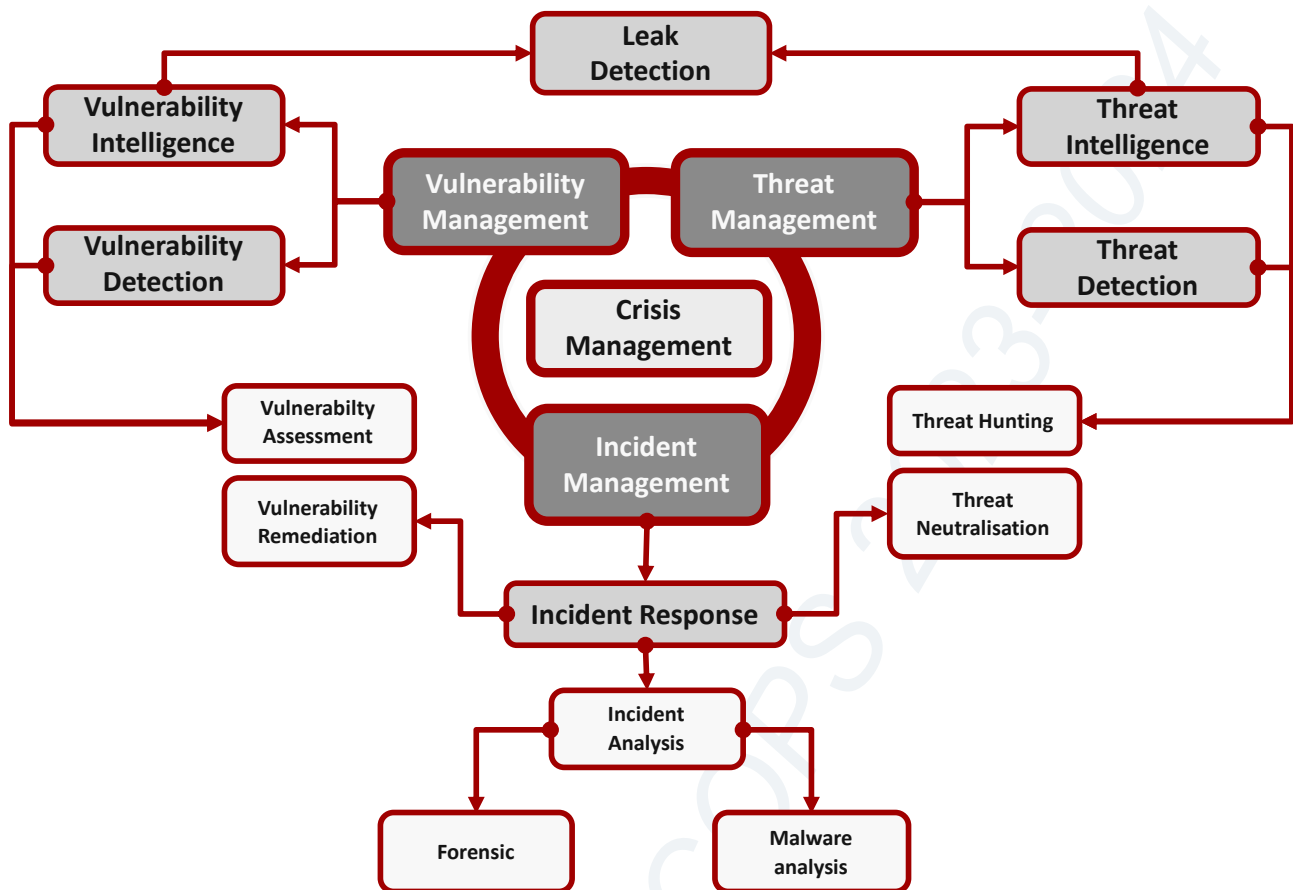 Leak
Detection
Vulnerability
Intelligence
Threat
Intelligence
Vulnerability
Management
Threat
Management
Vulnerability
Detection
Threat
Detection
Crisis
Management
Vulnerabilty
Assessment
Threat Hunting
Incident
Management
Vulnerability
Remediation
Threat
Neutralisation
Incident Response
Incident
Analysis
Forensic
Malware
analysis